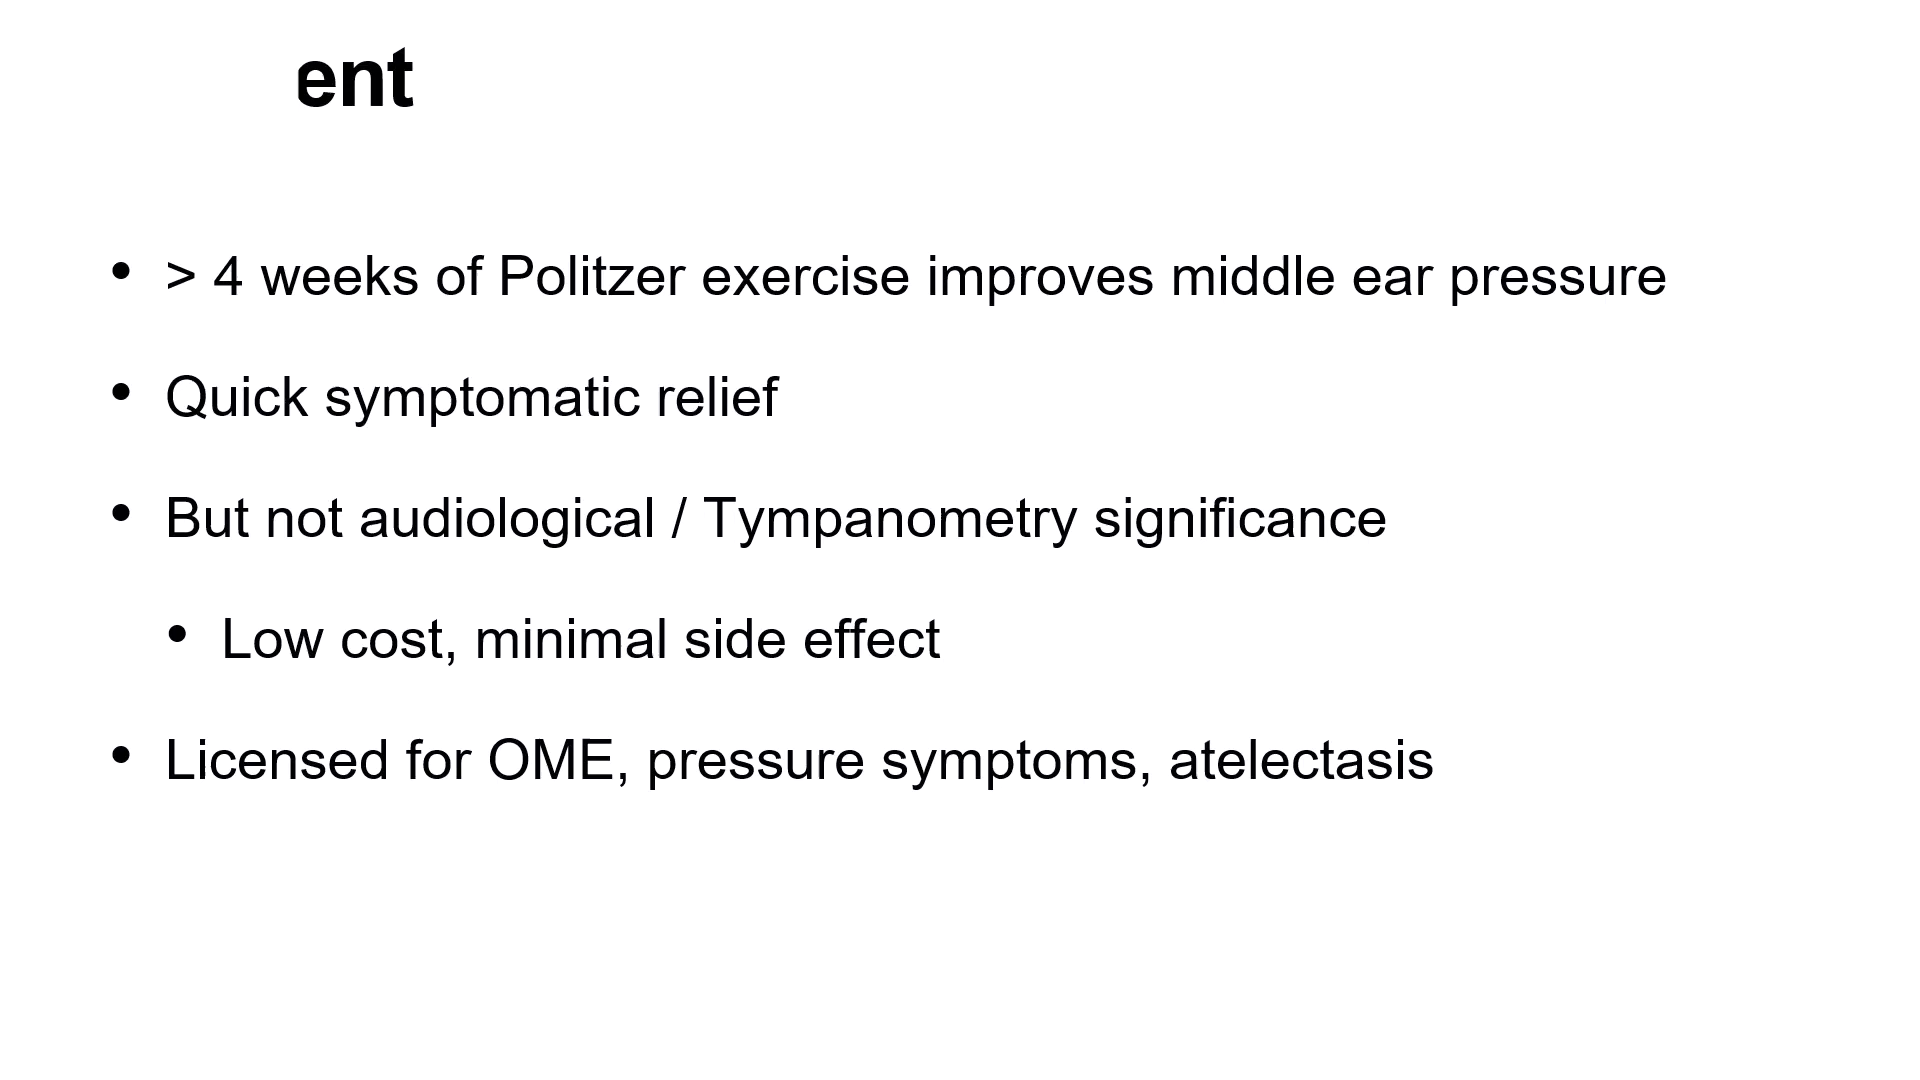 ent
• > 4 weeks of Politzer exercise improves middle ear pressure
• Quick symptomatic relief
• But not audiological / Tympanometry significance
• Low cost, minimal side effect
• Licensed for OME, pressure symptoms, atelectasis